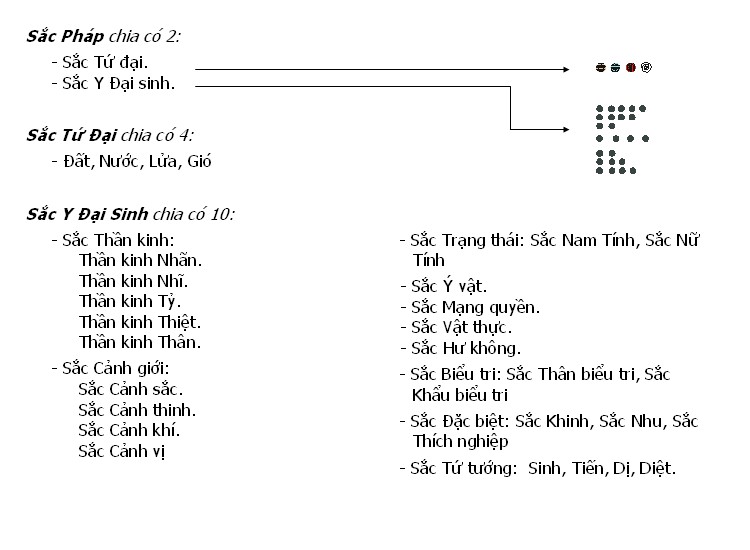 Sắc Pháp chia có 2:
- Sắc Tứ đại.
- Sắc Y Đại sinh.
Sắc Tứ Đại chia có 4:
- Đất, Nước, Lửa, Gió
Sắc Y Đại Sinh chia có 10:
- Sắc Thần kinh:
Thần kinh Nhãn.
Thần kinh Nhĩ.
Thần kinh Tỷ.
Thần kinh Thiệt.
Thần kinh Thân.
- Sắc Cảnh giới:
Sắc Cảnh sắc.
Sắc Cảnh thinh.
Sắc Cảnh khí.
Sắc Cảnh vị
- Sắc Trạng thái: Sắc Nam Tính, Sắc Nữ
Tính
- Sắc Ý vật.
- Sắc Mạng quyền.
- Sắc Vật thực.
- Sắc Hư không.
- Sắc Biểu tri: Sắc Thân biểu tri, Sắc
Khẩu biểu tri
- Sắc Đặc biệt: Sắc Khinh, Sắc Nhu, Sắc
Thích nghiệp
- Sắc Tứ tướng: Sinh, Tiến, Dị, Diệt.